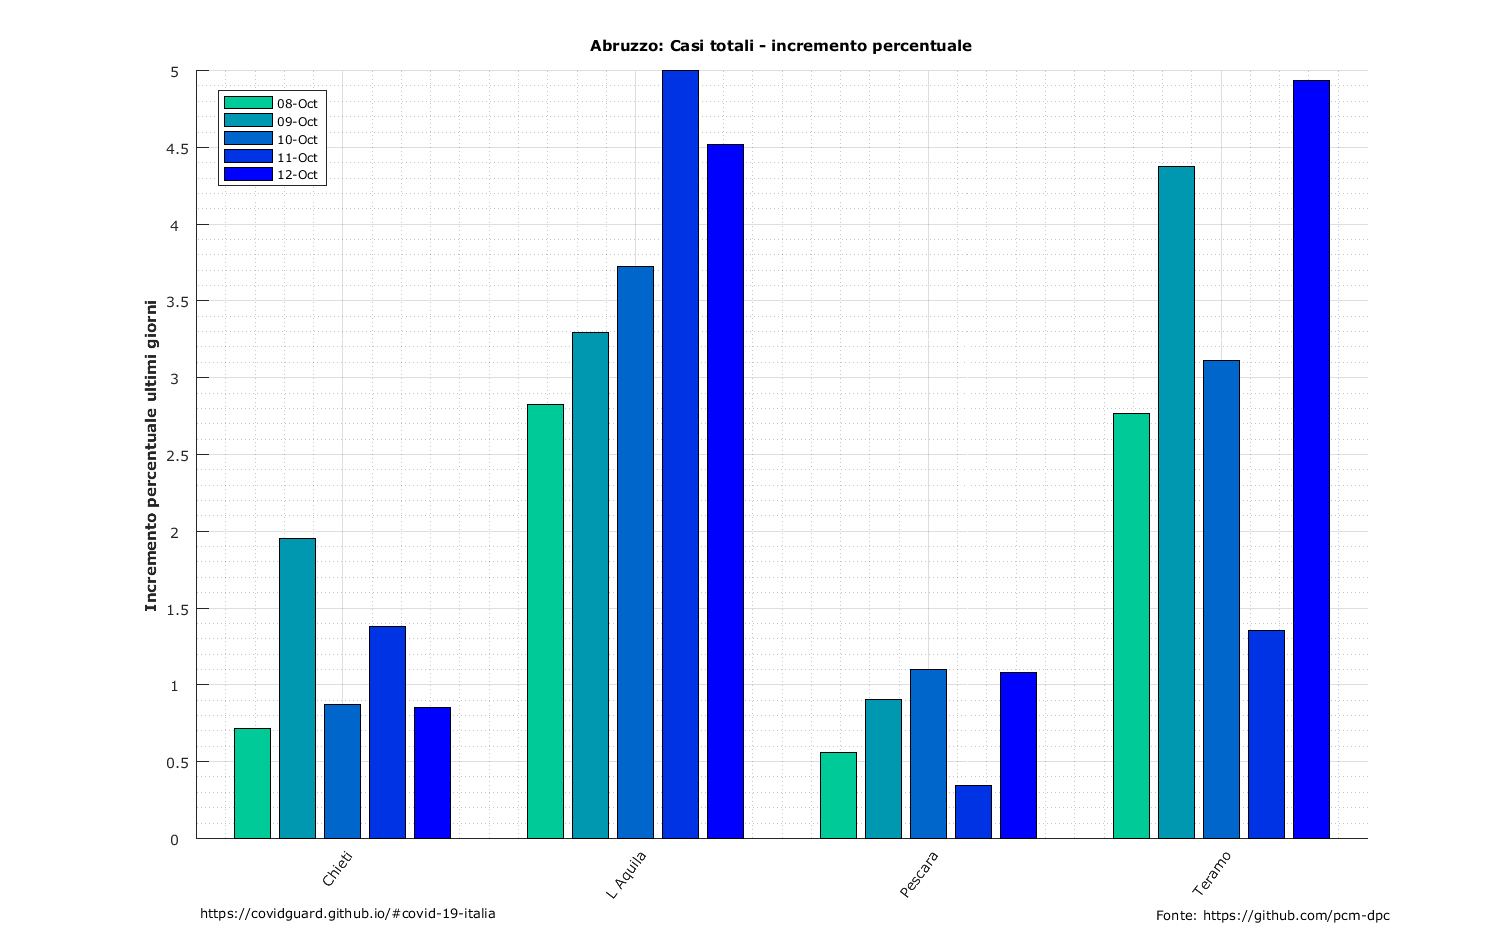 Abruzzo: Casi totali - incremento percentuale
5
4.5
4
3.5
3
2.5
2
1.5
1
0.5
0
Incremento percentuale ultimi giorni
08-Oct
09-Oct
10-Oct
11-Oct
12-Oct
Chieti
L Aquila
Pescara
Teramo
https://covidguard.github.io/#covid-19-italia
Fonte: https://github.com/pcm-dpc